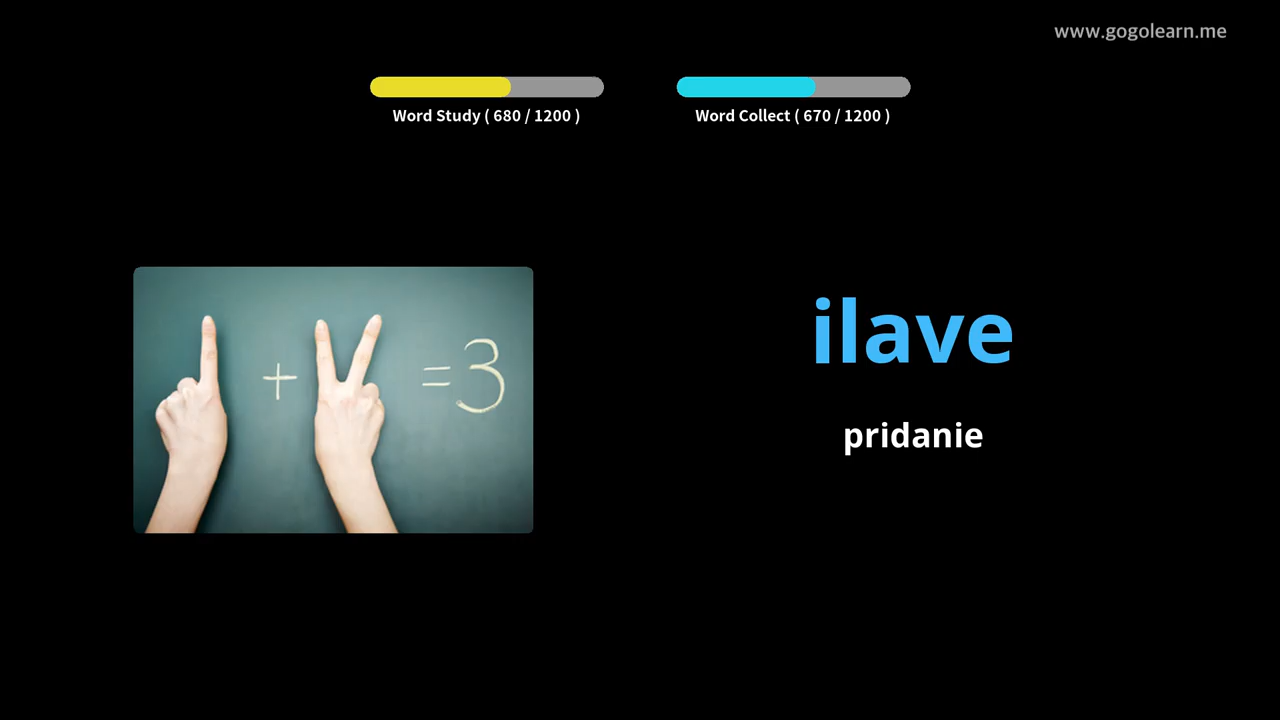 www.gogolearn.me
Word Study ( 680 / 1200 )
Word Collect ( 670 / 1200 )
+ = 3
ilave
pridanie